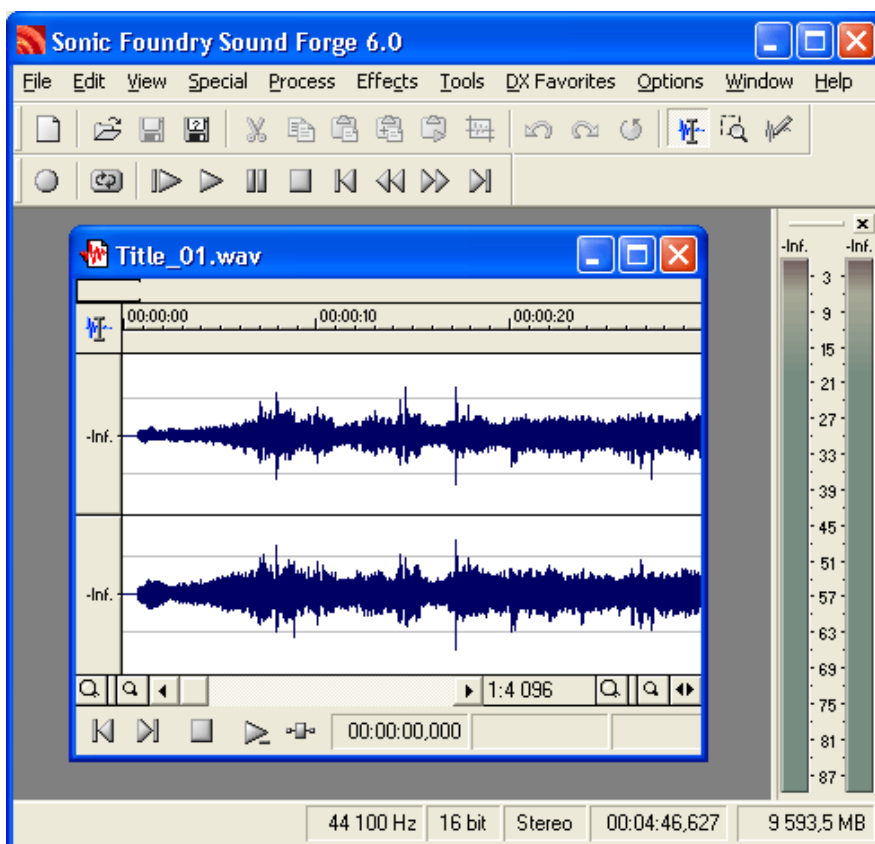 Sonic Foundry Sound Forge 6.0
File Edit View Special Process Effects Tools DX Favorites Options Window Help
Title_01.wav
-Inf. -Inf.
00:00:00 00:00:10 00:00:20
3
9
15
21
27
-Inf.
33
39
45
51
57
-Inf.
63
69
75
81
87
1:4 096
00:00:00,000
44 100 Hz 16 bit Stereo 00:04:46,627 9 593,5 MB